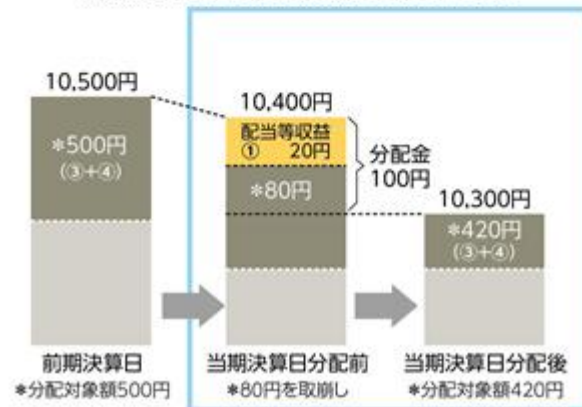 10,500円
*500円
(③+④)
10,400円
配当等収益
① 20円
*80円
分配金
100円
10,300円
*420円
(③+④)
前期決算日
*分配対象額500円
当期決算日分配前
*80円を取崩し
当期決算日分配後
*分配対象額420円